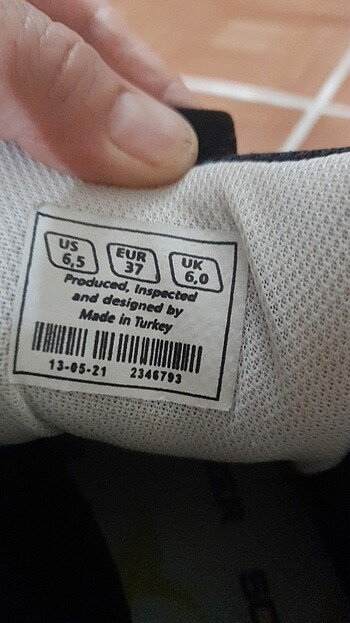 US EUR UK
6,5 37 6,0
Produced, Inspected
and designed by
Made in Turkey
13-05-21 2346793